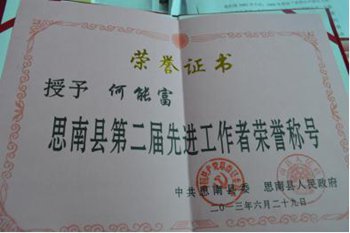 荣誉证书
授予 何能富
思南县第二届先进工作者荣誉称号
中共思南县委 思南县人民政府
二〇一三年六月二十九日